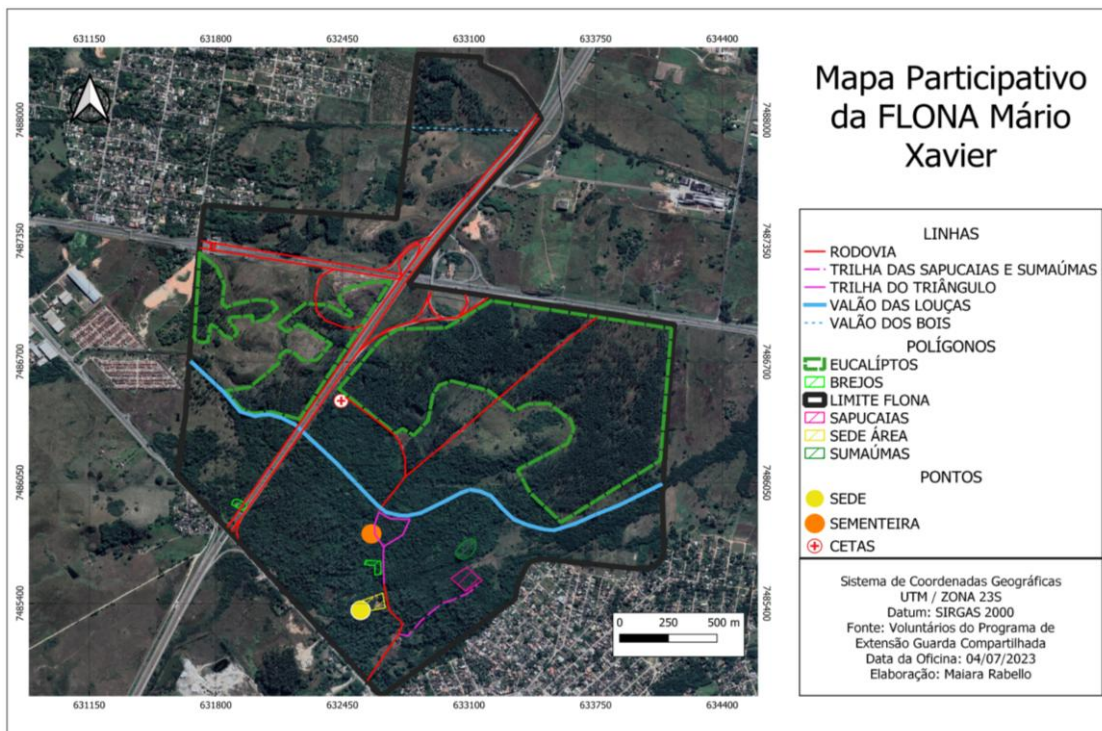 631150 631800 632450 633100 633750 634400
7488000 7488000
7487350 7487350
7486700 7486700
7486050 7486050
7485400 7485400
0 250 500 m
631150 631800 632450 633100 633750 634400
Mapa Participativo
da FLONA Mário
Xavier
LINHAS
RODOVIA
TRILHA DAS SAPUCAIAS E SUMAÚMAS
TRILHA DO TRIÂNGULO
VALÃO DAS LOUÇAS
VALÃO DOS BOIS
POLÍGONOS
EUCALÍPTOS
BREJOS
LIMITE FLONA
SAPUCAIAS
SEDE ÁREA
SUMAÚMAS
PONTOS
SEDE
SEMENTEIRA
CETAS
Sistema de Coordenadas Geográficas
UTM / ZONA 23S
Datum: SIRGAS 2000
Fonte: Voluntários do Programa de
Extensão Guarda Compartilhada
Data da Oficina: 04/07/2023
Elaboração: Maiara Rabello